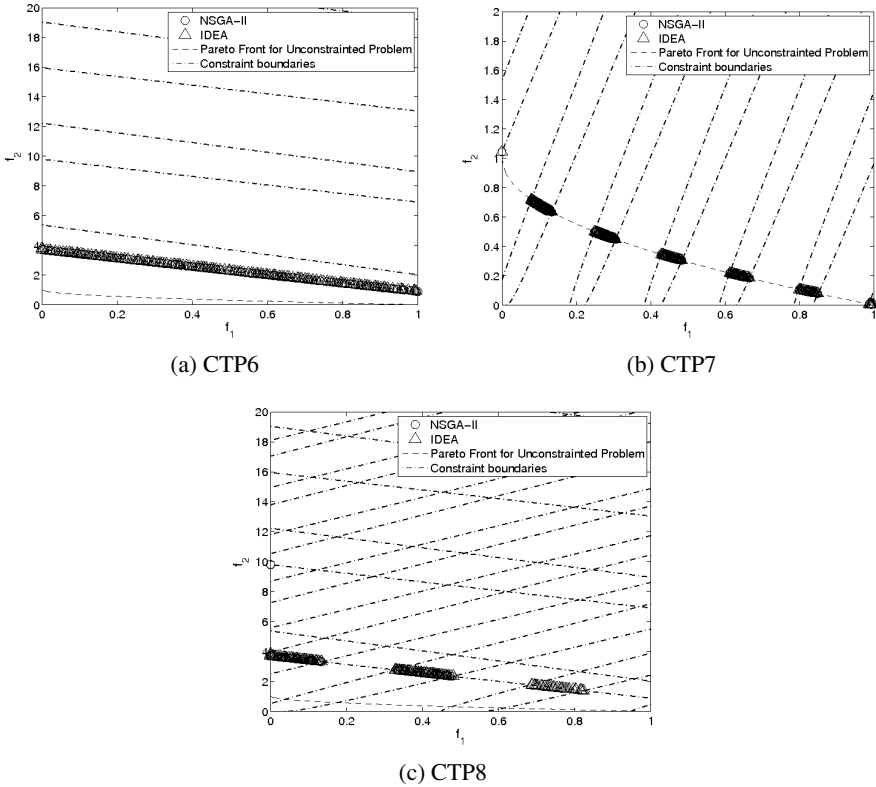 20
18
16
14
12
10
8
6
4
2
0
f2
0
0.2
0.4
0.6
0.8
1
f1
NSGA-II
IDEA
Pareto Front for Unconstrainted Problem
Constraint boundaries
(a) CTP6
2
1.8
1.6
1.4
1.2
1
0.8
0.6
0.4
0.2
0
f2
0
0.2
0.4
0.6
0.8
1
f1
NSGA-II
IDEA
Pareto Front for Unconstrainted Problem
Constraint boundaries
(b) CTP7
20
18
16
14
12
10
8
6
4
2
0
f2
0
0.2
0.4
0.6
0.8
1
f1
NSGA-II
IDEA
Pareto Front for Unconstrainted Problem
Constraint boundaries
(c) CTP8